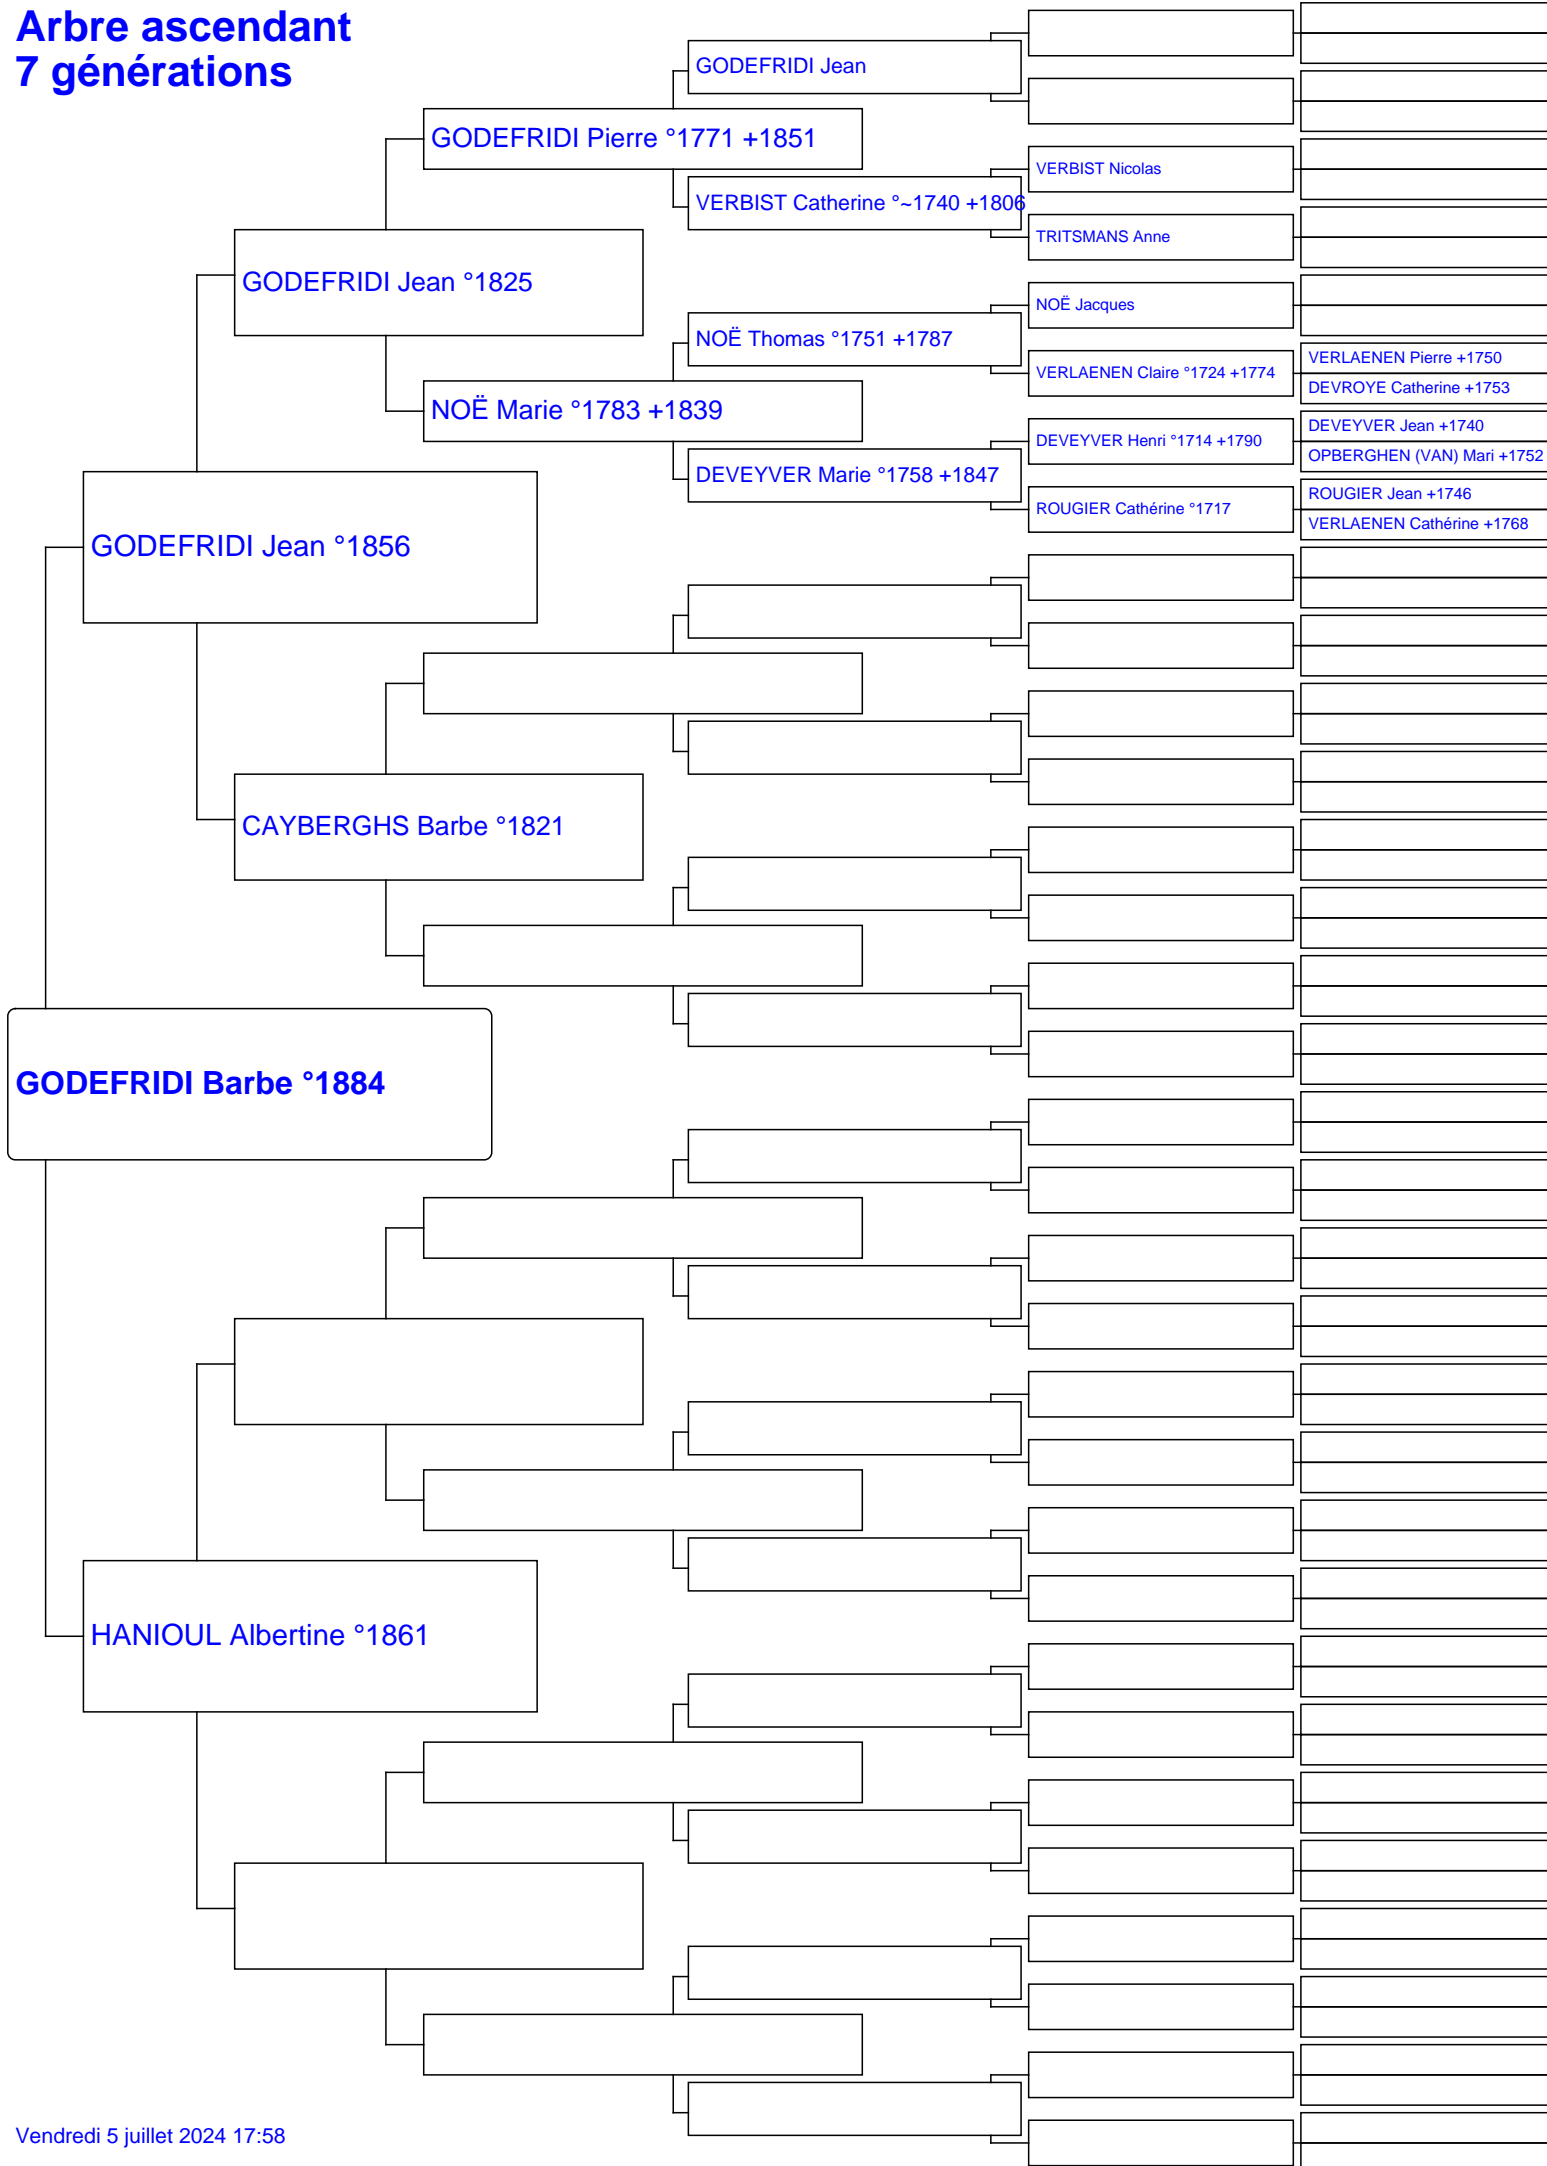 Arbre ascendant
7 générations
GODEFRIDI Jean
GODEFRIDI Pierre °1771 +1851
VERBIST Nicolas
VERBIST Catherine °~1740 +1806
TRITSMANS Anne
GODEFRIDI Jean °1825
NOË Jacques
NOË Thomas °1751 +1787
VERLAENEN Pierre +1750
VERLAENEN Claire °1724 +1774
DEVROYE Catherine +1753
NOË Marie °1783 +1839
DEVEYVER Jean +1740
DEVEYVER Henri °1714 +1790
OPBERGHEN (VAN) Mari +1752
DEVEYVER Marie °1758 +1847
ROUGIER Jean +1746
ROUGIER Cathérine °1717
VERLAENEN Cathérine +1768
GODEFRIDI Jean °1856
CAYBERGHS Barbe °1821
GODEFRIDI Barbe °1884
HANIOUL Albertine °1861
Vendredi 5 juillet 2024 17:58